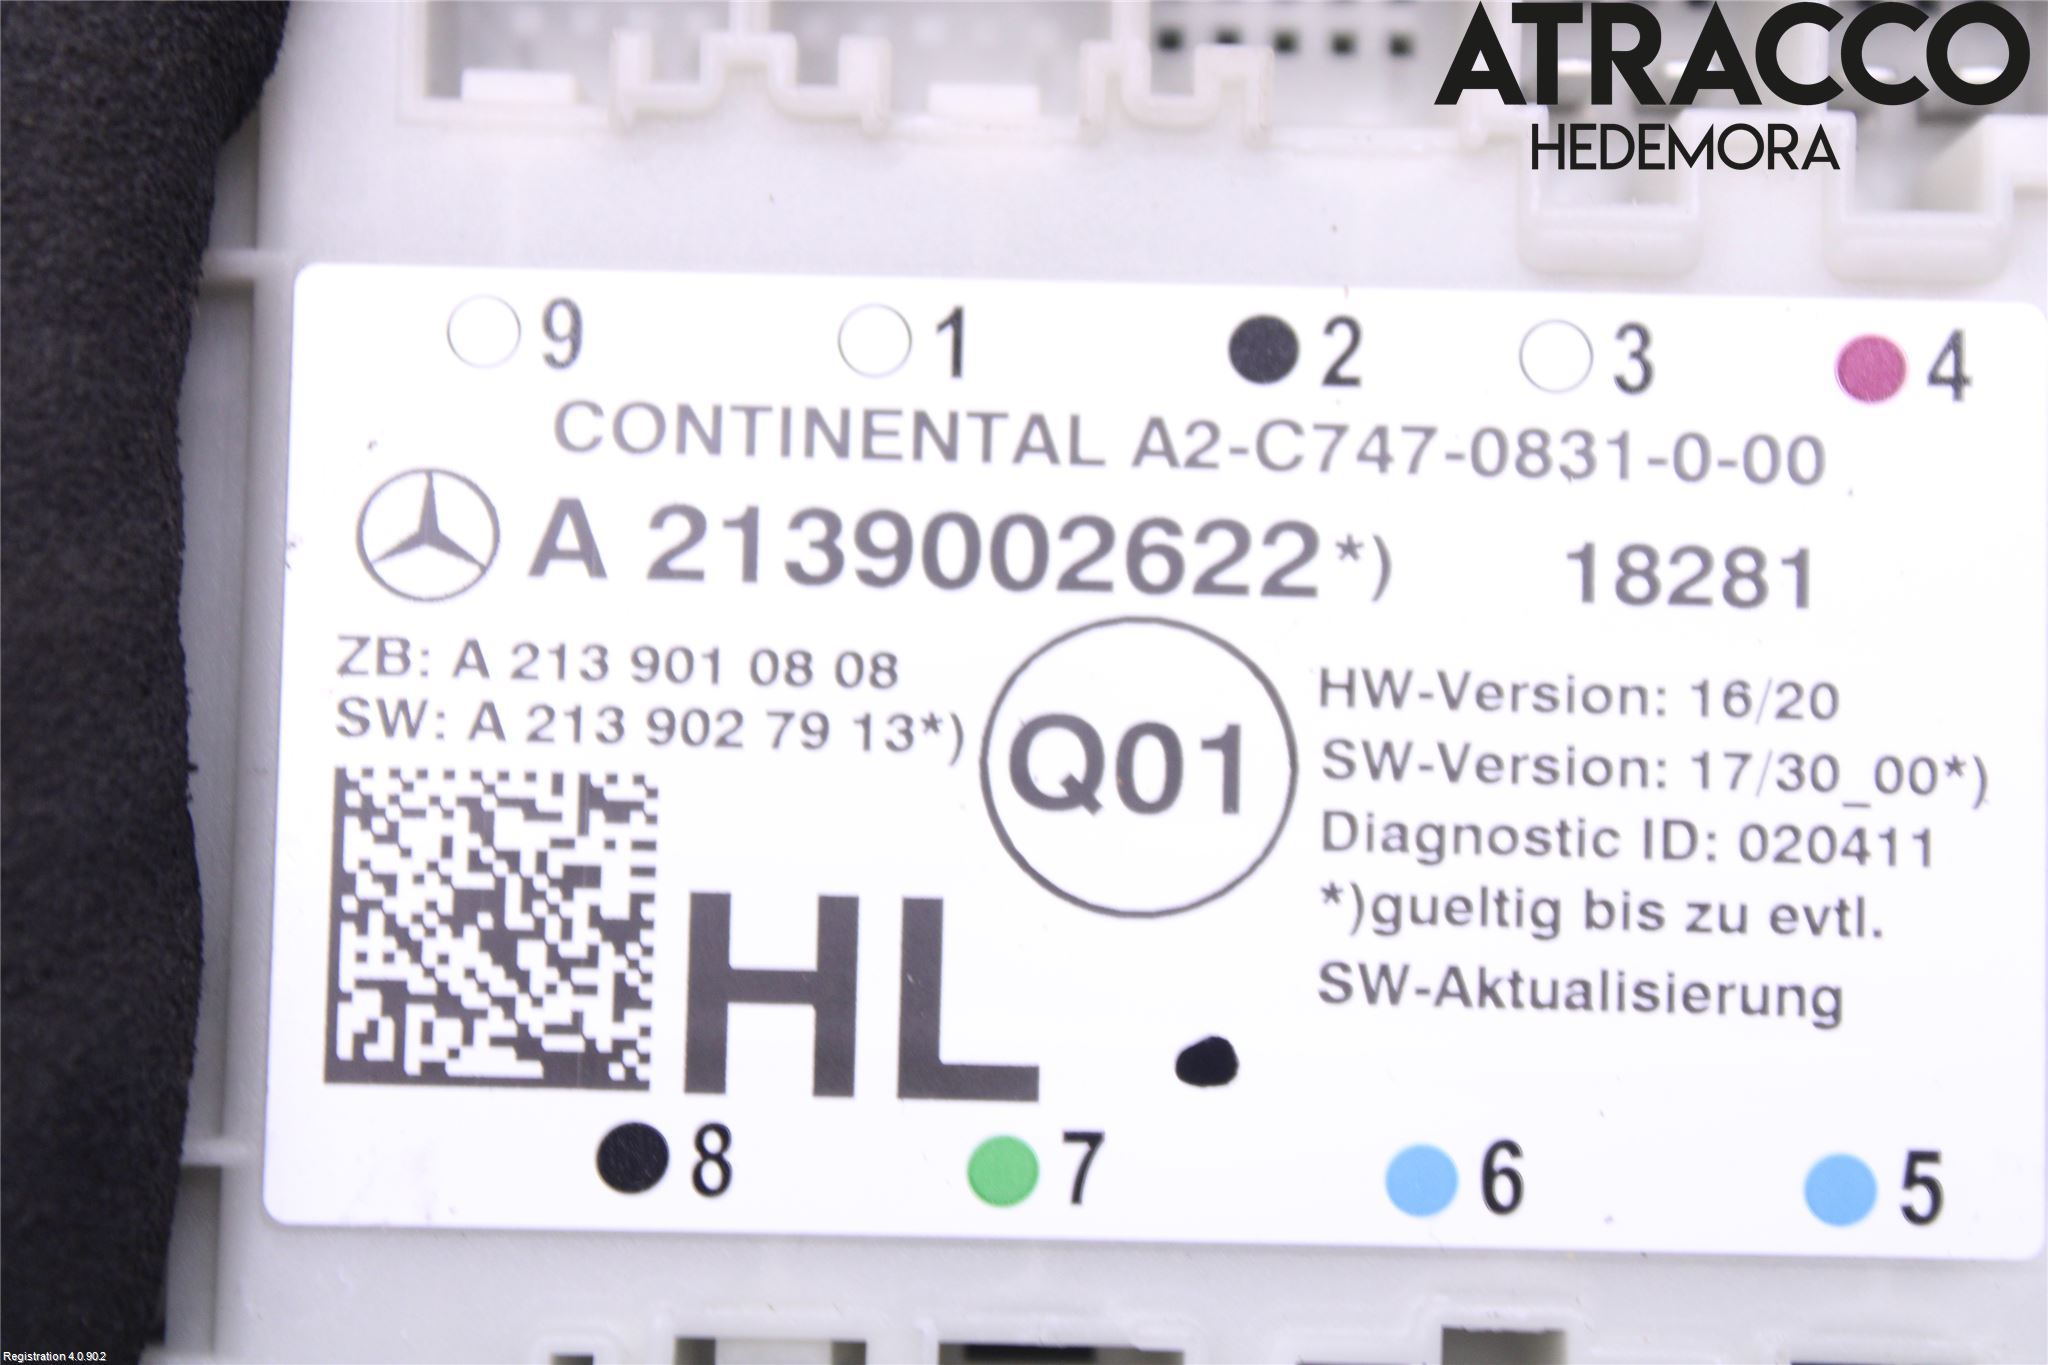 ATRACCO
HEDEMORA
9 1 2 3 4
CONTINENTAL A2-C747-0831-0-00
A 2139002622*) 18281
ZB: A 213 901 08 08
SW: A 213 902 79 13*)
Q01
HW-Version: 16/20
SW-Version: 17/30_00*)
Diagnostic ID: 020411
*)gueltig bis zu evtl.
SW-Aktualisierung
HL
8 7 6 5
Registration 4.0.90.2